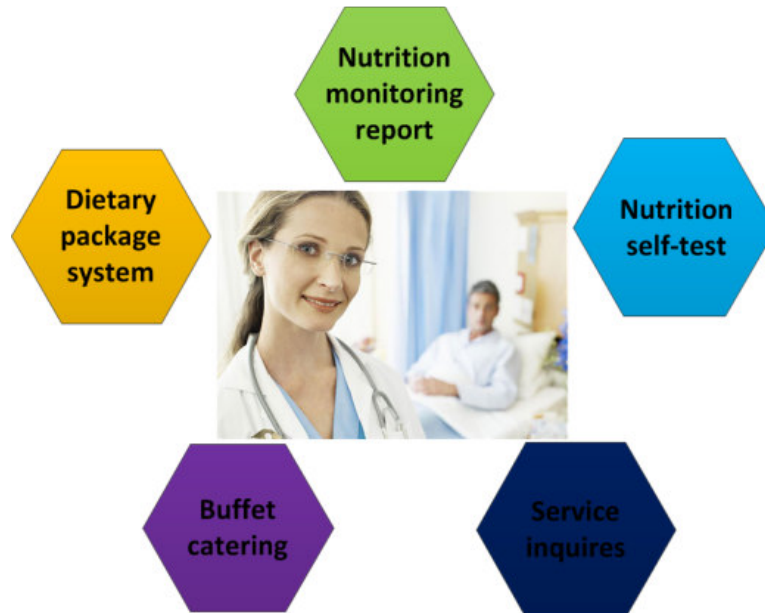 Nutrition
monitoring
report
Dietary
package
system
Nutrition
self-test
Buffet
catering
Service
inquires